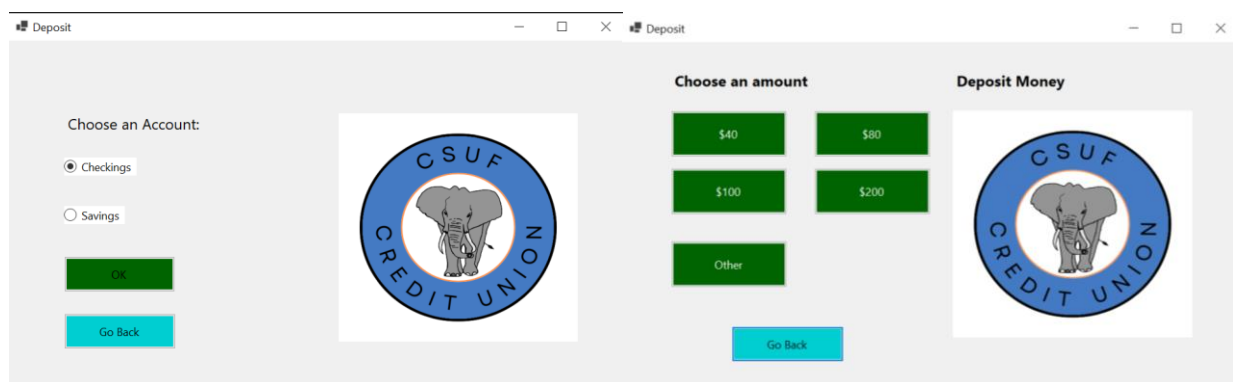 Deposit
Choose an Account:
Checkings
Savings
OK
Go Back
CSUF
CREDIT UNION
Deposit
Choose an amount
Deposit Money
$40
$80
$100
$200
Other
Go Back
CSUF
CREDIT UNION